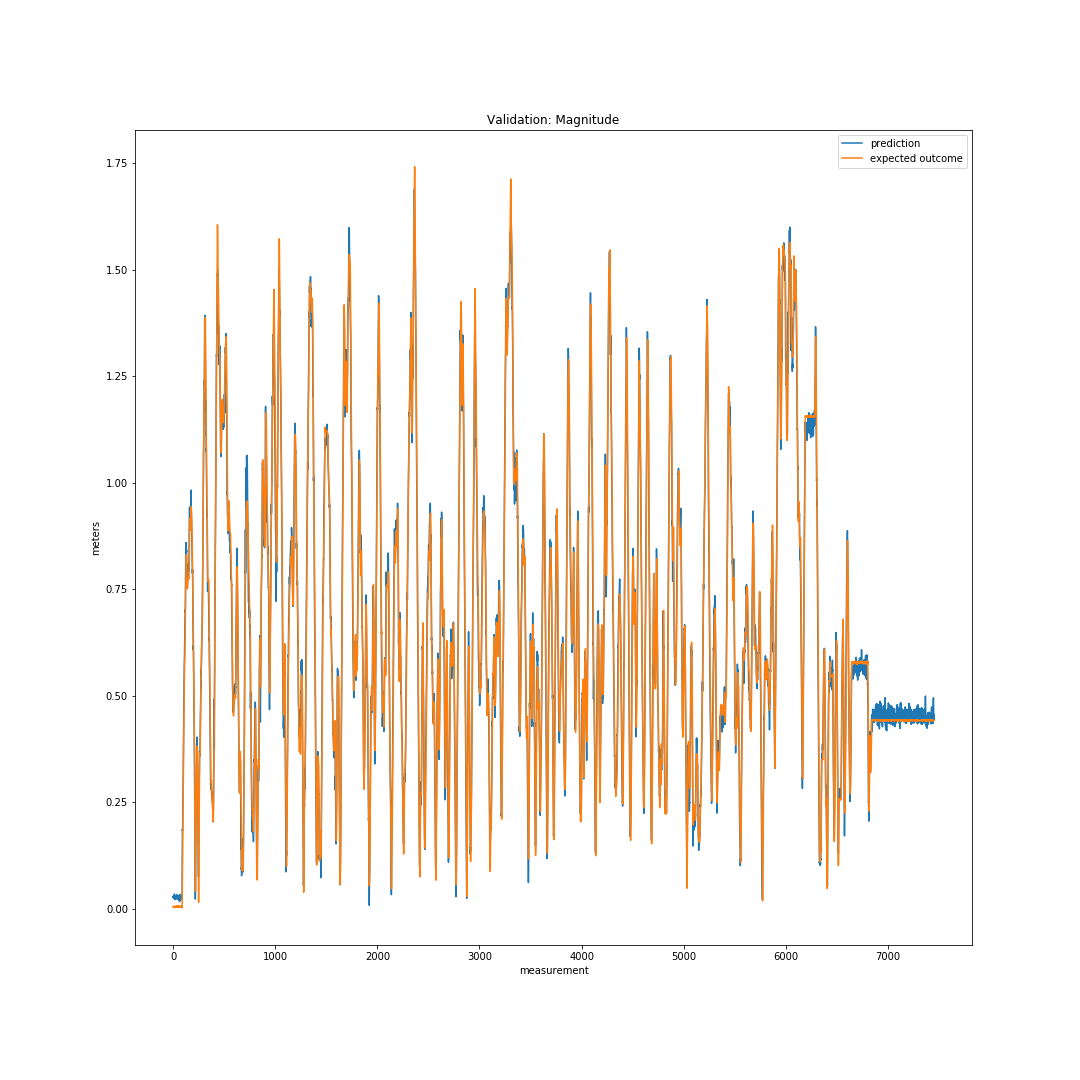 Validation: Magnitude
prediction
expected outcome
1.75
1.50
1.25
1.00
0.75
0.50
0.25
0.00
meters
0 1000 2000 3000 4000 5000 6000 7000
measurement